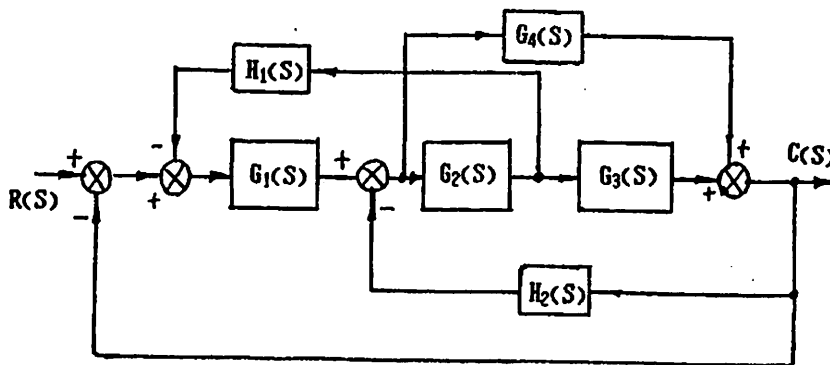 G₄(S)
H₁(S)
-
+
+
G₁(S)
+
G₂(S)
G₃(S)
+
+
C(S)
R(S)
-
-
H₂(S)